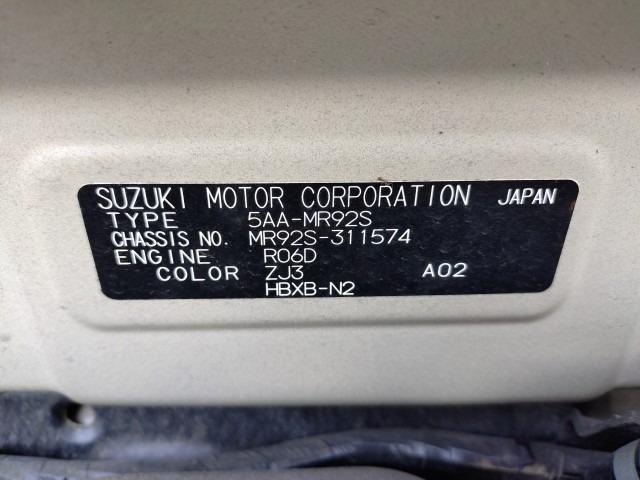 SUZUKI MOTOR CORPORATION JAPAN
TYPE 5AA-MR92S
CHASSIS NO. MR92S-311574
ENGINE R06D
COLOR ZJ3 A02
HBXB-N2